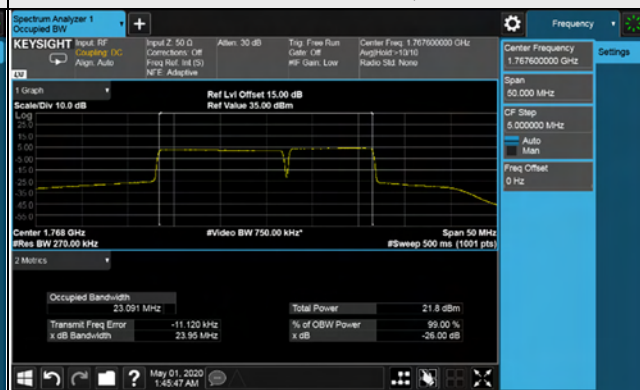 Spectrum Analyzer 1
Occupied BW
Frequency
KEYSIGHT Input: RF
Coupling: DC
Align: Auto
Input Z: 50 Ω
Corrections: Off
Freq Ref: Int (S)
NFE: Adaptive
Atten: 30 dB
Trig: Free Run
Gate: Off
#IF Gain: Low
Center Freq: 1.767600000 GHz
Avg|Hold:>10/10
Radio Std: None
Center Frequency
1.767600000 GHz
Settings
Span
50.000 MHz
CF Step
5.000000 MHz
Auto
Man
Freq Offset
0 Hz
1 Graph
Scale/Div 10.0 dB
Ref Lvl Offset 15.00 dB
Ref Value 35.00 dBm
Log
25.0
15.0
5.00
-5.00
-15.0
-25.0
-35.0
-45.0
-55.0
Center 1.768 GHz
#Res BW 270.00 kHz
#Video BW 750.00 kHz*
Span 50 MHz
#Sweep 500 ms (1001 pts)
2 Metrics
Occupied Bandwidth
23.091 MHz
Transmit Freq Error -11.120 kHz
x dB Bandwidth 23.95 MHz
Total Power 21.8 dBm
% of OBW Power 99.00 %
x dB -26.00 dB
May 01, 2020
1:45:47 AM